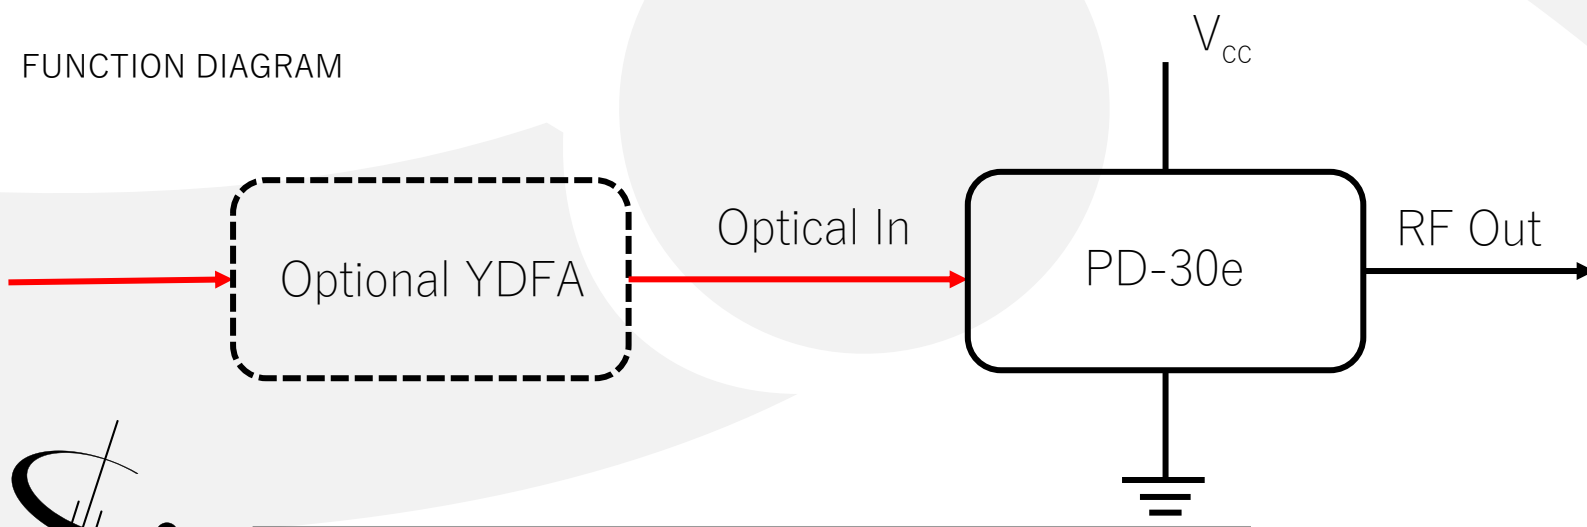 FUNCTION DIAGRAM
Vcc
Optional YDFA
Optical In
PD-30e
RF Out